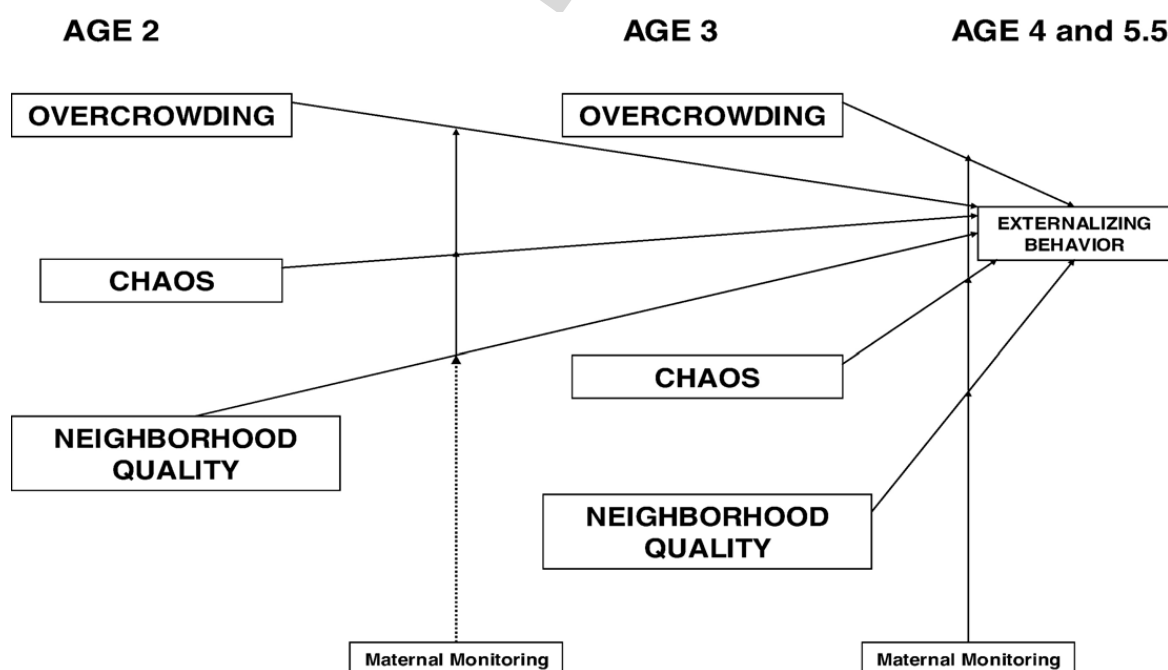 AGE 2
AGE 3
AGE 4 and 5.5
OVERCROWDING
OVERCROWDING
EXTERNALIZING
BEHAVIOR
CHAOS
CHAOS
NEIGHBORHOOD
QUALITY
NEIGHBORHOOD
QUALITY
Maternal Monitoring
Maternal Monitoring